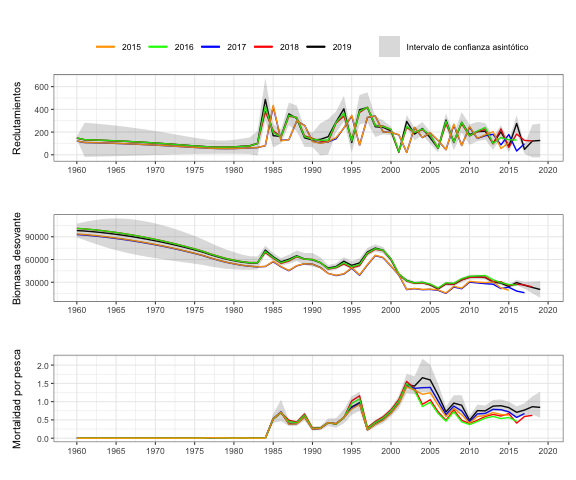 2015 2016 2017 2018 2019 Intervalo de confianza asintótico
Reclutamientos
600
400
200
0
1960 1965 1970 1975 1980 1985 1990 1995 2000 2005 2010 2015 2020
Biomasa desovante
90000
60000
30000
1960 1965 1970 1975 1980 1985 1990 1995 2000 2005 2010 2015 2020
Mortalidad por pesca
2.0
1.5
1.0
0.5
0.0
1960 1965 1970 1975 1980 1985 1990 1995 2000 2005 2010 2015 2020